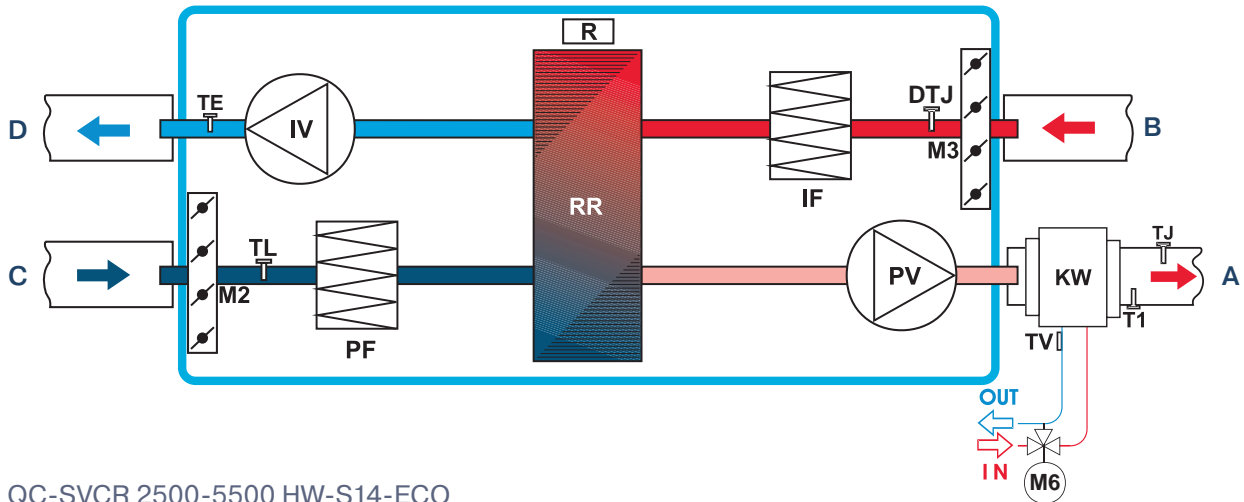 R
TE
IV
D
DTJ
B
M3
IF
RR
TL
C
M2
PF
PV
KW
TJ
A
T1
TV
OUT
IN
M6
QC-SVCR 2500-5500 HW-S14-ECO